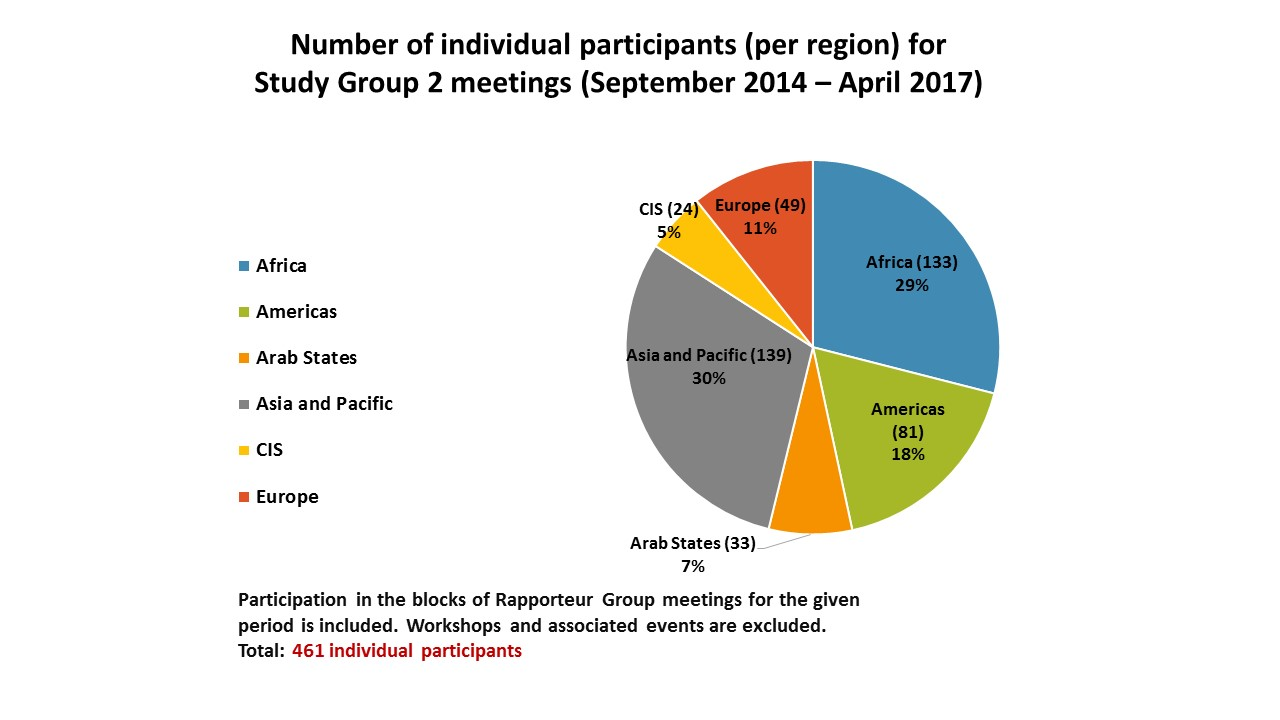 Number of individual participants (per region) for
Study Group 2 meetings (September 2014 – April 2017)
Africa
Americas
Arab States
Asia and Pacific
CIS
Europe
CIS (24)
5%
Europe (49)
11%
Africa (133)
29%
Asia and Pacific (139)
30%
Americas
(81)
18%
Arab States (33)
7%
Participation in the blocks of Rapporteur Group meetings for the given
period is included. Workshops and associated events are excluded.
Total: 461 individual participants